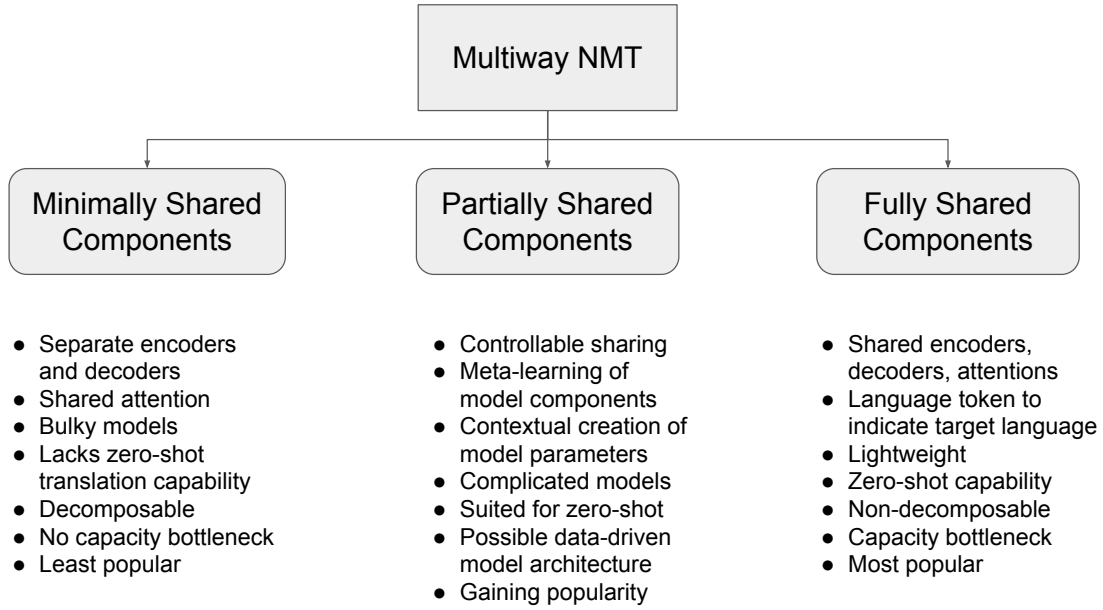 Multiway NMT
Minimally Shared
Components
Partially Shared
Components
Fully Shared
Components
● Separate encoders
and decoders
● Shared attention
● Bulky models
● Lacks zero-shot
translation capability
● Decomposable
● No capacity bottleneck
● Least popular
● Controllable sharing
● Meta-learning of
model components
● Contextual creation of
model parameters
● Complicated models
● Suited for zero-shot
● Possible data-driven
model architecture
● Gaining popularity
● Shared encoders,
decoders, attentions
● Language token to
indicate target language
● Lightweight
● Zero-shot capability
● Non-decomposable
● Capacity bottleneck
● Most popular